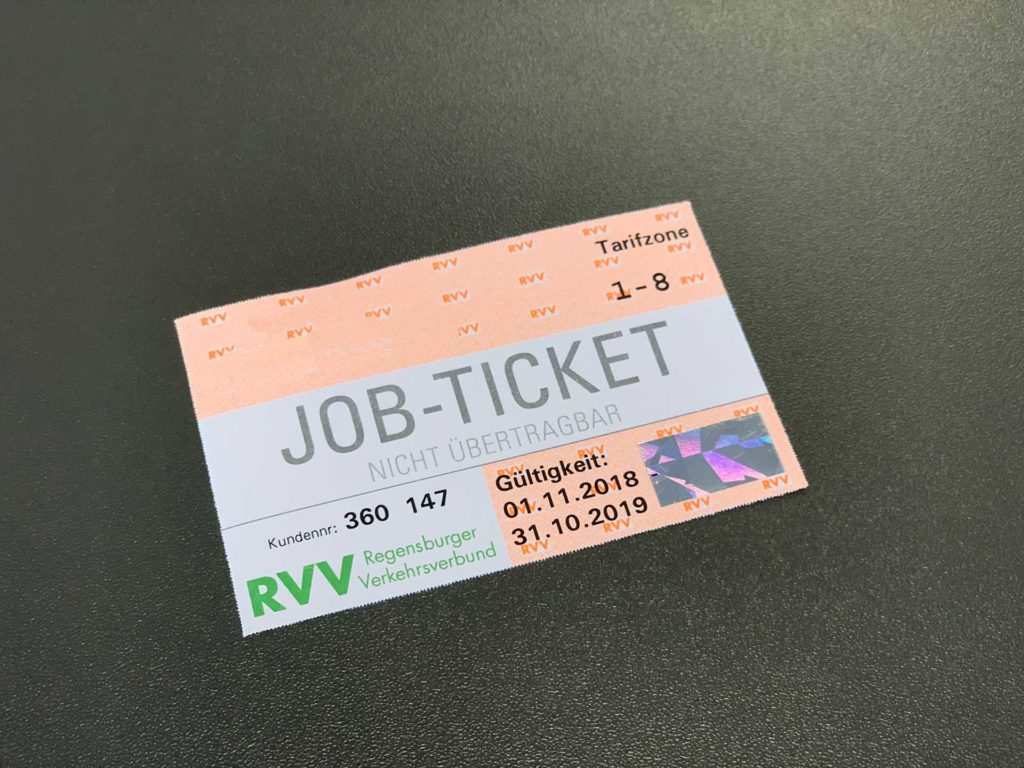 Tarifzone
1-8
JOB-TICKET
NICHT ÜBERTRAGBAR
Kundennr: 360 147
RVV Regensburger
Verkehrsverbund
Gültigkeit:
01.11.2018 -
31.10.2019